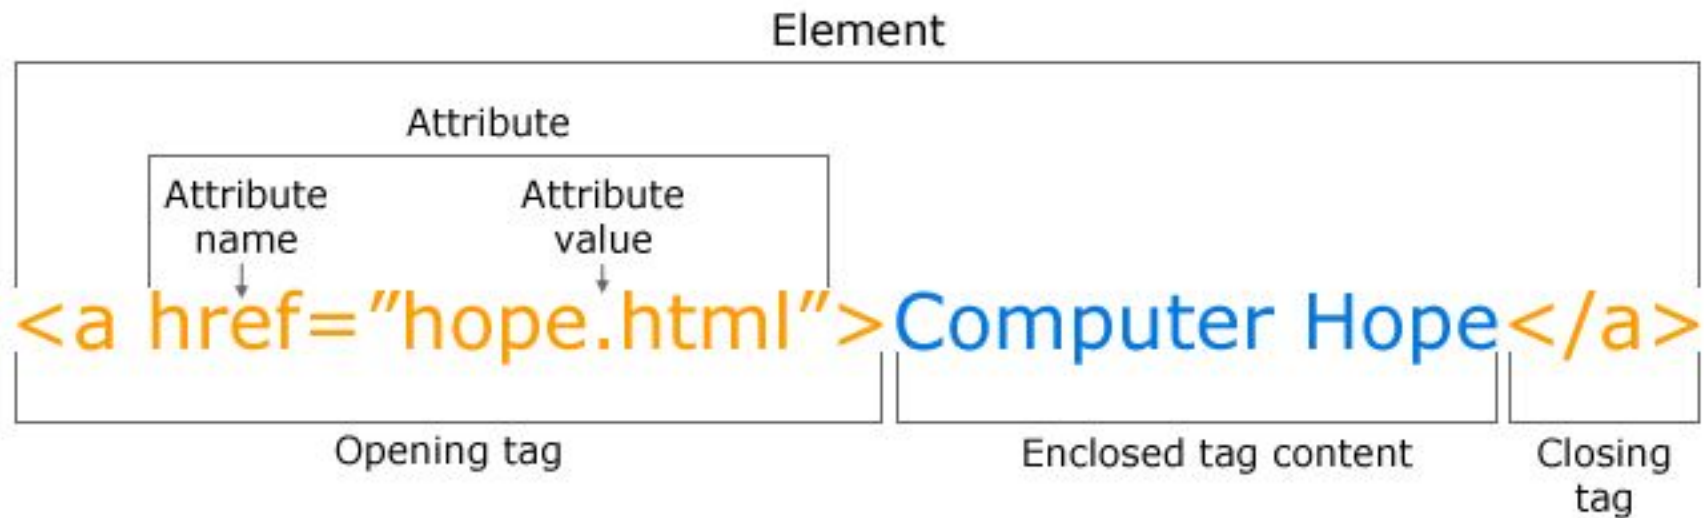 Element
Attribute
Attribute name
Attribute value
<a href=”hope.html”>Computer Hope</a>
Opening tag
Enclosed tag content
Closing tag